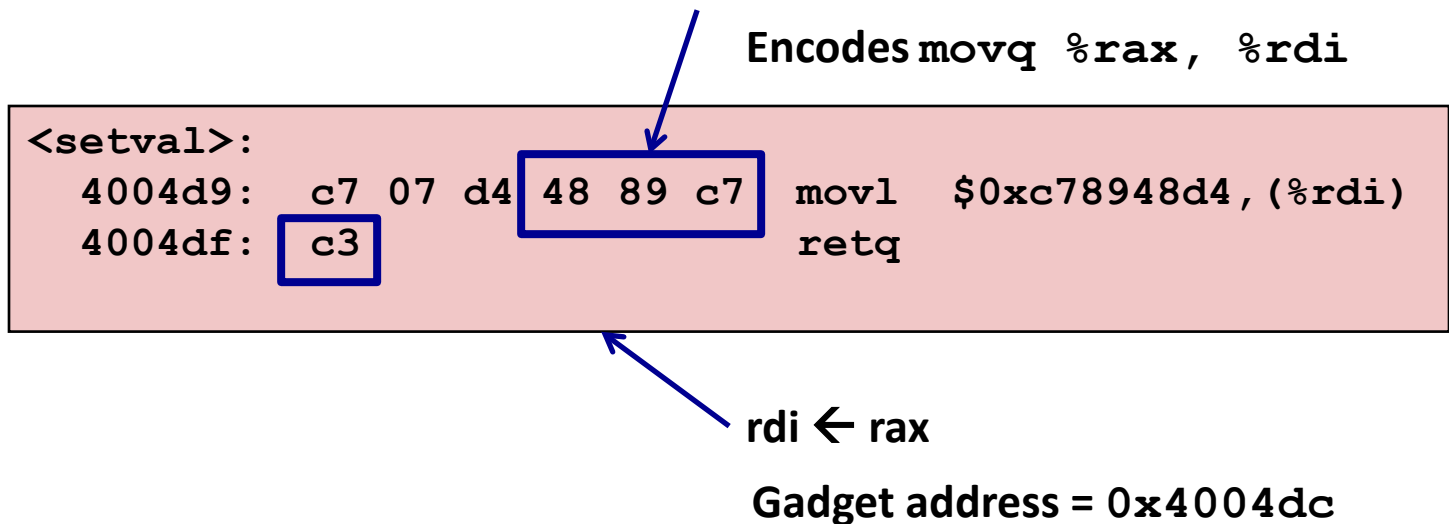 Encodes movq %rax, %rdi
<setval>:
4004d9: c7 07 d4 48 89 c7 movl $0xc78948d4,(%rdi)
4004df: c3 retq
rdi ← rax
Gadget address = 0x4004dc